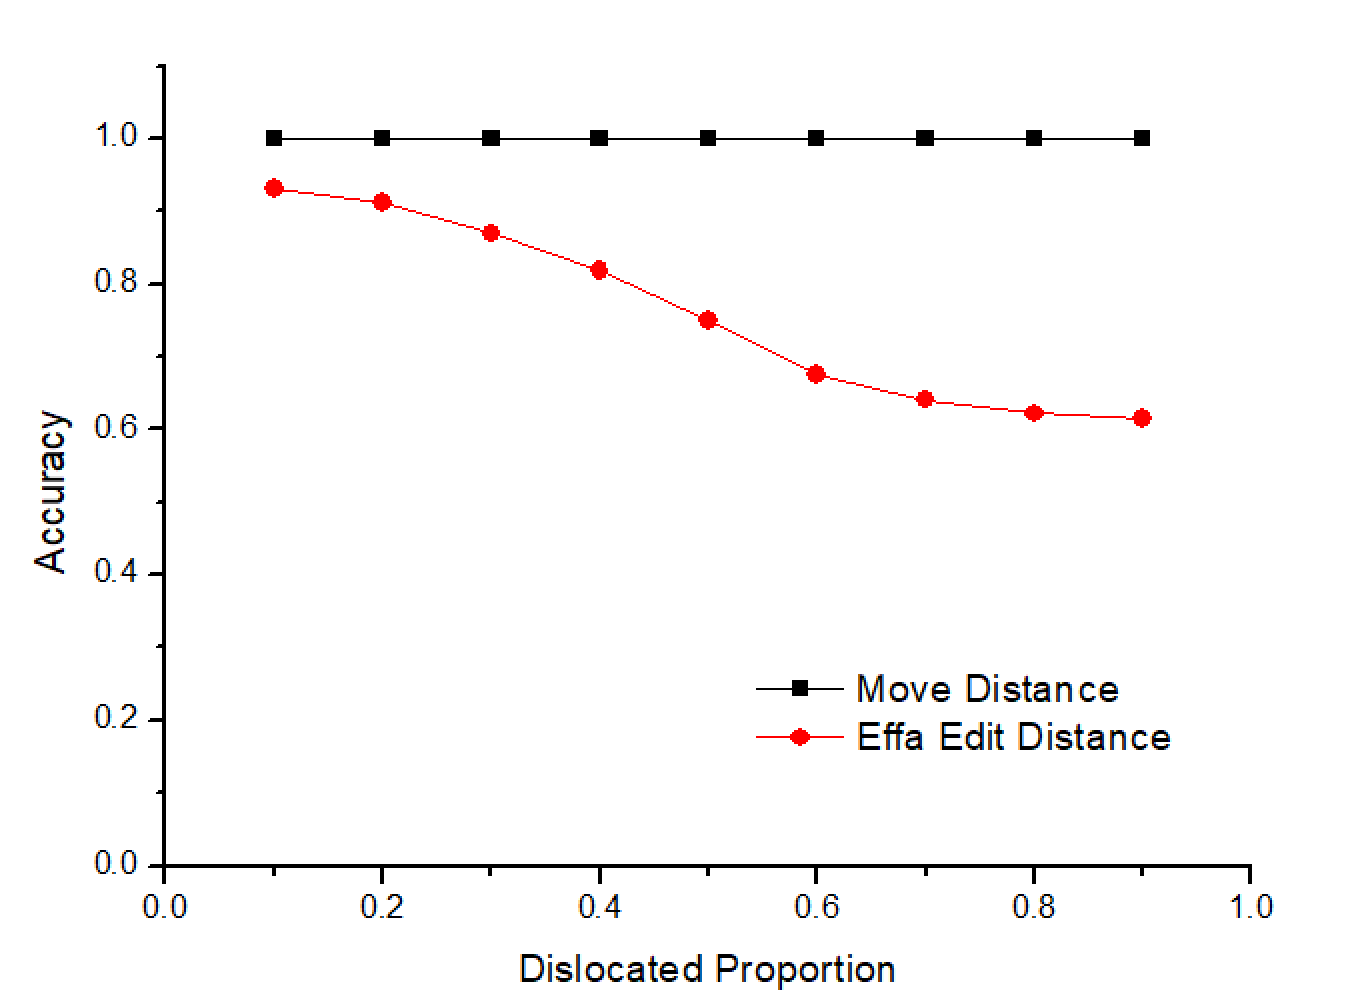 1.0
0.8
0.6
0.4
0.2
0.0
Accuracy
Move Distance
Effa Edit Distance
0.0 0.2 0.4 0.6 0.8 1.0
Dislocated Proportion